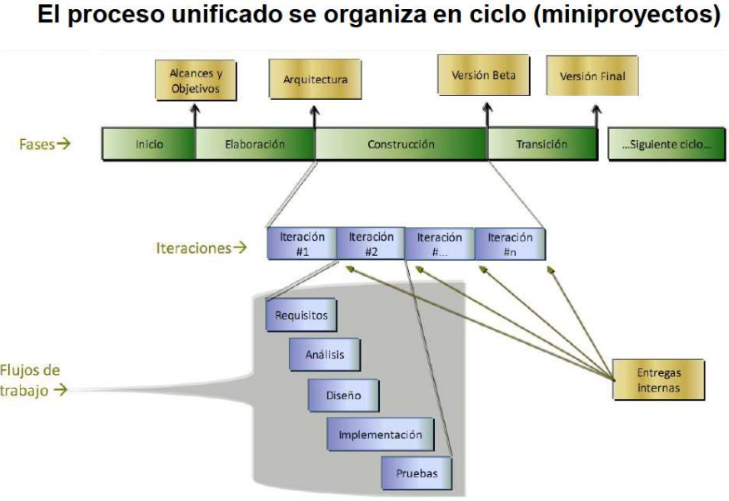 El proceso unificado se organiza en ciclo (miniproyectos)
Alcances y
Objetivos
Arquitectura
Versión Beta
Versión Final
Fases
Inicio
Elaboración
Construcción
Transición
...Siguiente ciclo...
Iteraciones
Iteración
#1
Iteración
#2
Iteración
#...
Iteración
#n
Requisitos
Análisis
Diseño
Implementación
Pruebas
Flujos de
trabajo
Entregas
internas